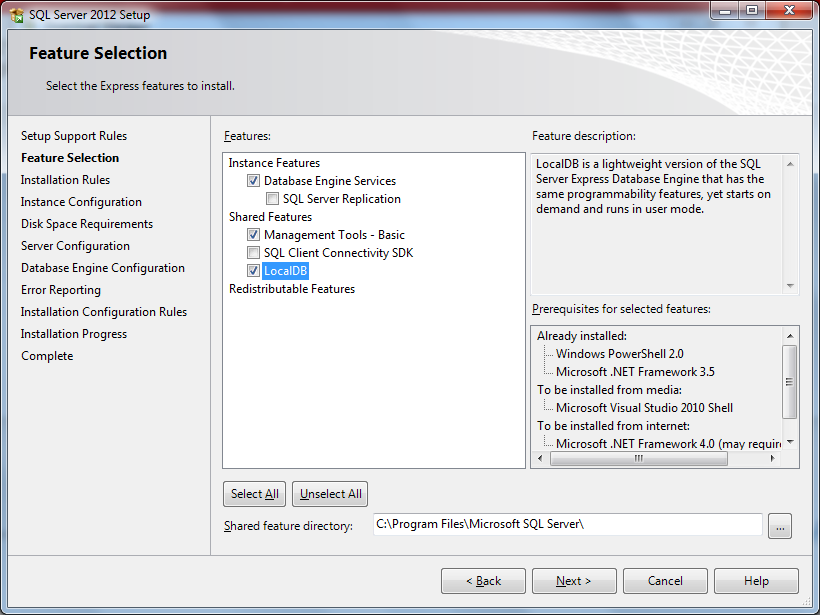 SQL Server 2012 Setup
Feature Selection
Select the Express features to install.
Setup Support Rules
Feature Selection
Installation Rules
Instance Configuration
Disk Space Requirements
Server Configuration
Database Engine Configuration
Error Reporting
Installation Configuration Rules
Installation Progress
Complete
Features:
Instance Features
Database Engine Services
SQL Server Replication
Shared Features
Management Tools - Basic
SQL Client Connectivity SDK
LocalDB
Redistributable Features
Feature description:
LocalDB is a lightweight version of the SQL
Server Express Database Engine that has the
same programmability features, yet starts on
demand and runs in user mode.
Prerequisites for selected features:
Already installed:
Windows PowerShell 2.0
Microsoft .NET Framework 3.5
To be installed from media:
Microsoft Visual Studio 2010 Shell
To be installed from internet:
Microsoft .NET Framework 4.0 (may requir
Select All Unselect All
Shared feature directory: C:\Program Files\Microsoft SQL Server\ ...
< Back Next > Cancel Help